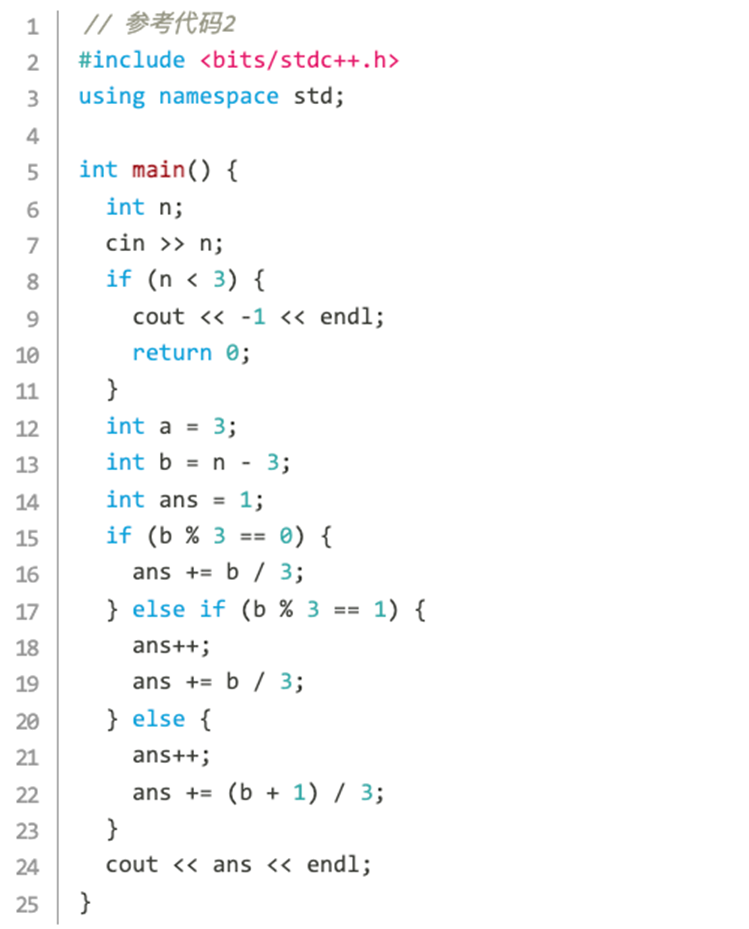 1 // 参考代码2
2 #include <bits/stdc++.h>
3 using namespace std;
4
5 int main() {
6   int n;
7   cin >> n;
8   if (n < 3) {
9     cout << -1 << endl;
10     return 0;
11   }
12   int a = 3;
13   int b = n - 3;
14   int ans = 1;
15   if (b % 3 == 0) {
16     ans += b / 3;
17   } else if (b % 3 == 1) {
18     ans++;
19     ans += b / 3;
20   } else {
21     ans++;
22     ans += (b + 1) / 3;
23   }
24   cout << ans << endl;
25 }